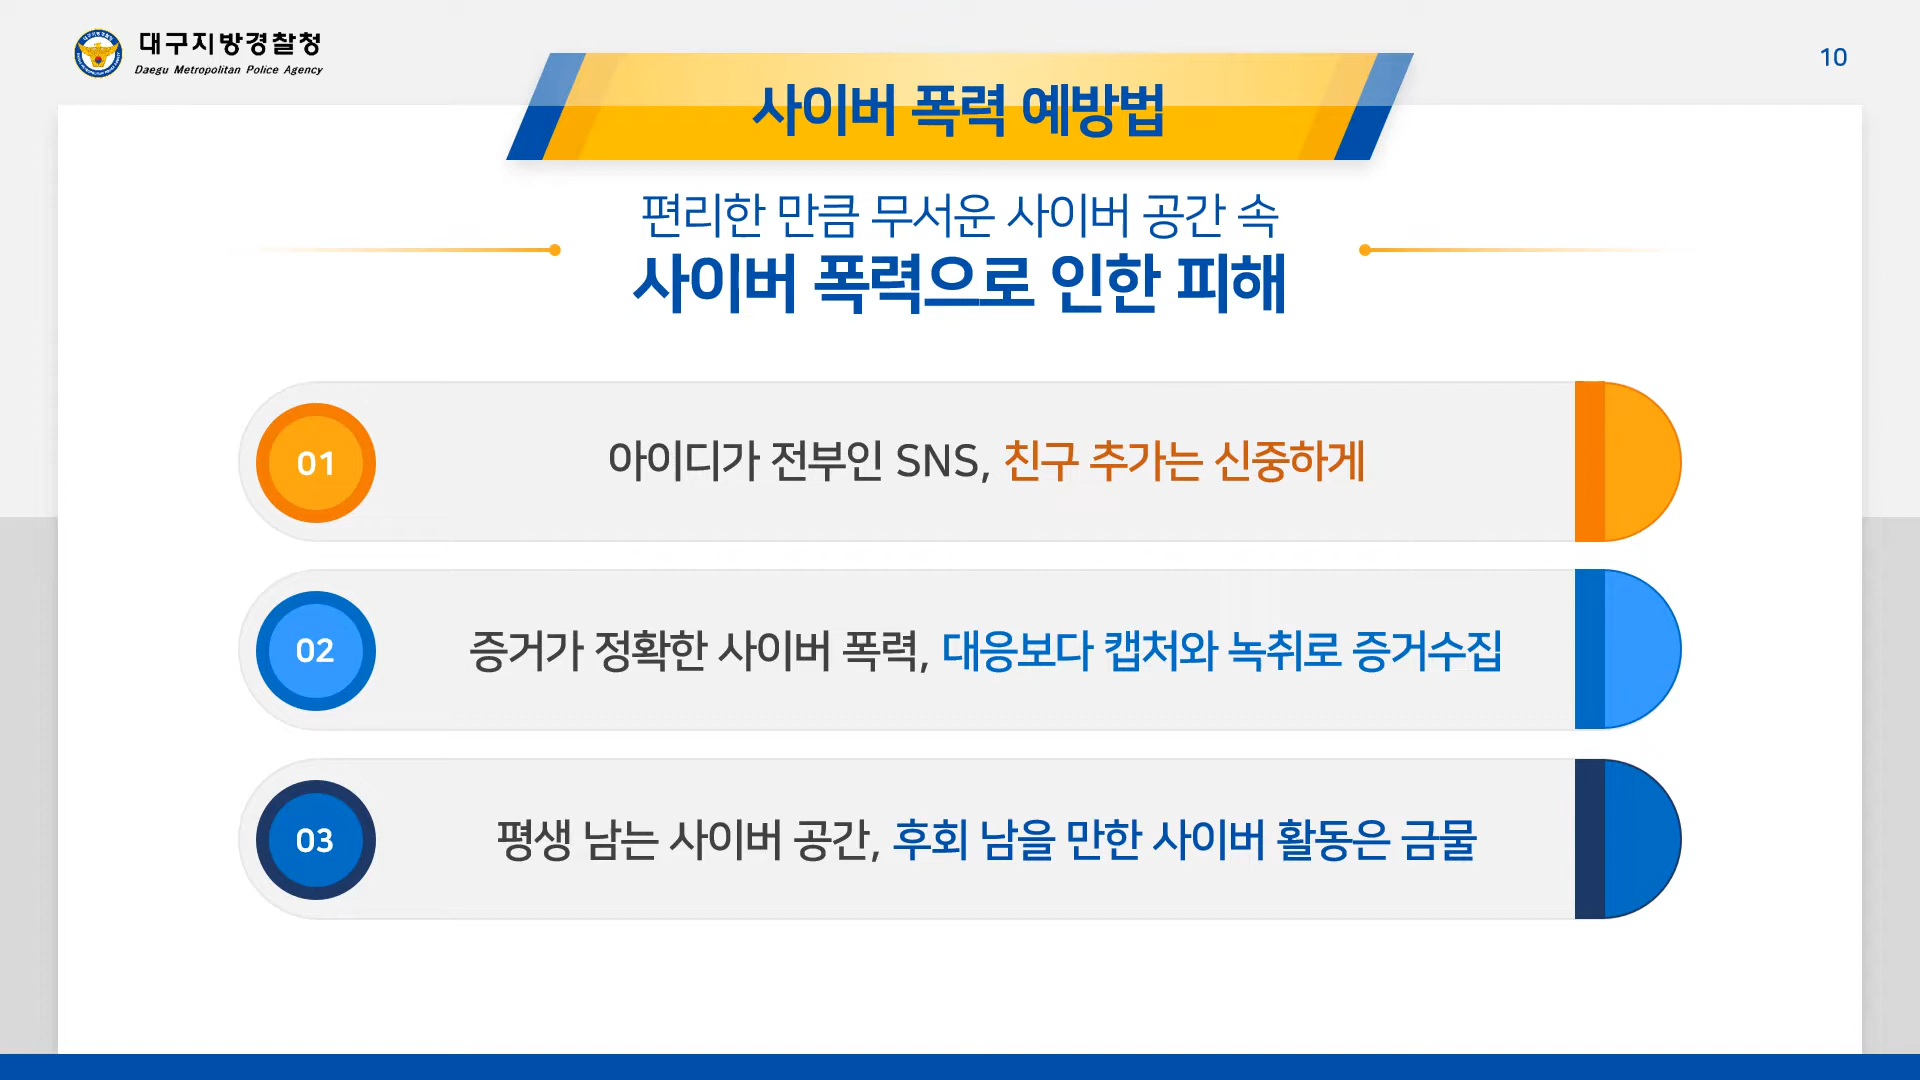 대구지방경찰청
Daegu Metropolitan Police Agency
10
사이버 폭력 예방법
편리한 만큼 무서운 사이버 공간 속
사이버 폭력으로 인한 피해
01
아이디가 전부인 SNS, 친구 추가는 신중하게
02
증거가 정확한 사이버 폭력, 대응보다 캡처와 녹취로 증거수집
03
평생 남는 사이버 공간, 후회 남을 만한 사이버 활동은 금물